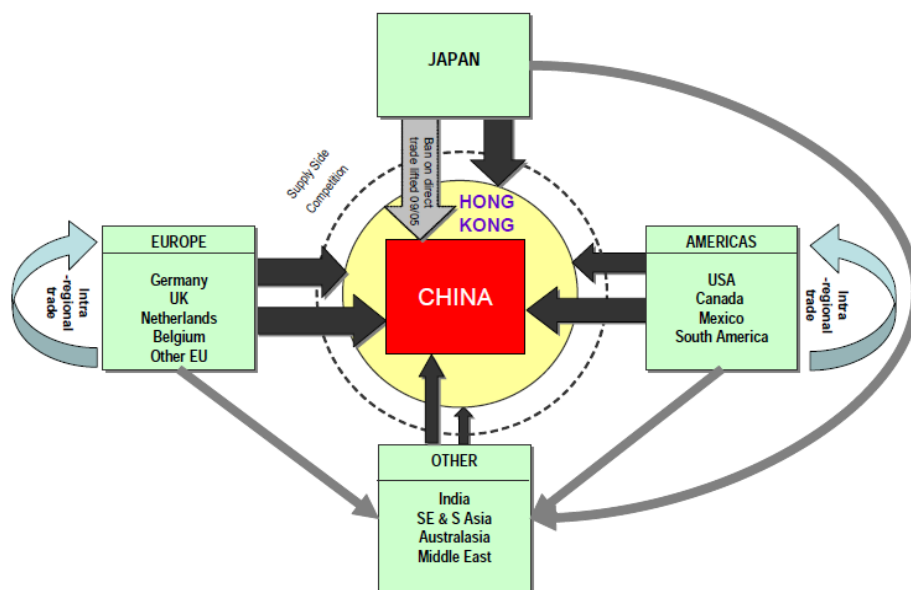 JAPAN
Ban on direct
trade lifted 09/05
Supply Side
Competition
HONG
KONG
CHINA
EUROPE
Germany
UK
Netherlands
Belgium
Other EU
Intra
-regional
trade
AMERICAS
USA
Canada
Mexico
South America
Intra
-regional
trade
OTHER
India
SE & S Asia
Australasia
Middle East